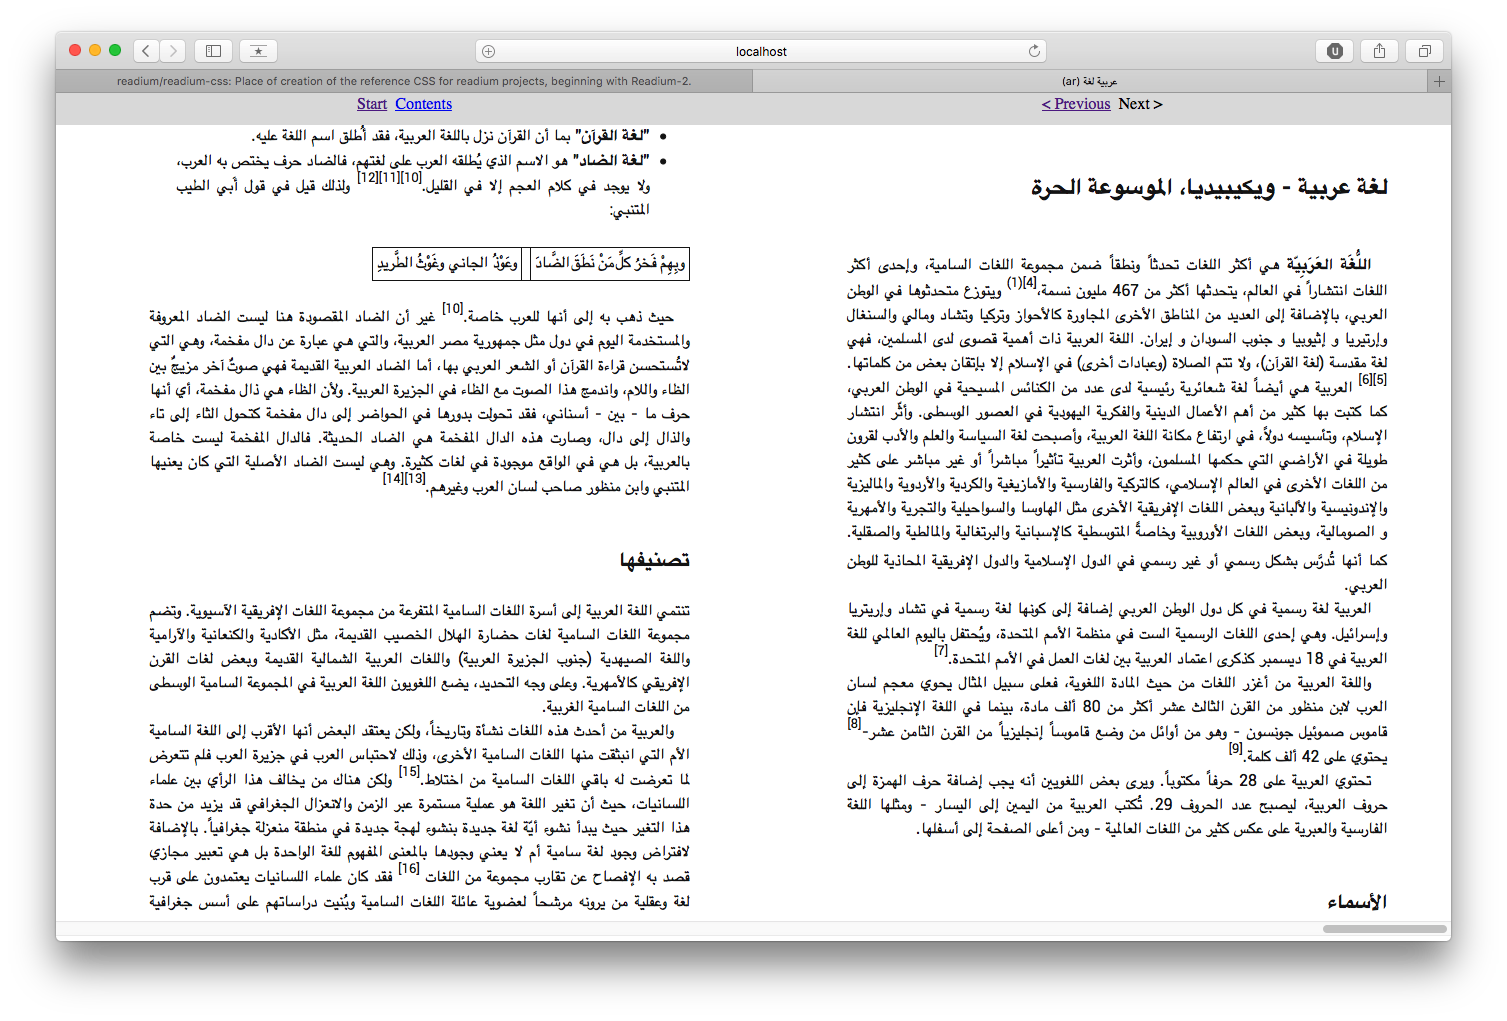 localhost
readium/readium-css: Place of creation of the reference CSS for readium projects, beginning with Readium-2.
عربية لغة (ar)
Start Contents
< Previous Next >
لغة عربية - ويكيبيديا، الموسوعة الحرة
اللُّغَة العَرَبِيّة هي أكثر اللغات تحدثاً ونطقاً ضمن مجموعة اللغات السامية، وإحدى أكثر
اللغات انتشاراً في العالم، يتحدثها أكثر من 467 مليون نسمة،[4](1) ويتوزع متحدثوها في الوطن
العربي، بالإضافة إلى العديد من المناطق الأخرى المجاورة كالأحواز وتركيا وتشاد ومالي والسنغال
وإرتيريا و إثيوبيا و جنوب السودان و إيران. اللغة العربية ذات أهمية قصوى لدى المسلمين، فهي
لغة مقدسة (لغة القرآن)، ولا تتم الصلاة (وعبادات أخرى) في الإسلام إلا بإتقان بعض من كلماتها.
[5][6] العربية هي أيضاً لغة شعائرية رئيسية لدى عدد من الكنائس المسيحية في الوطن العربي،
كما كتبت بها كثير من أهم الأعمال الدينية والفكرية اليهودية في العصور الوسطى. وأثّر انتشار
الإسلام، وتأسيسه دولاً، في ارتفاع مكانة اللغة العربية، وأصبحت لغة السياسة والعلم والأدب لقرون
طويلة في الأراضي التي حكمها المسلمون، وأثرت العربية تأثيراً مباشراً أو غير مباشر على كثير
من اللغات الأخرى في العالم الإسلامي، كالتركية والفارسية والأمازيغية والكردية والأردوية والماليزية
والإندونيسية والألبانية وبعض اللغات الإفريقية الأخرى مثل الهاوسا والسواحيلية والتجرية والأمهرية
و الصومالية، وبعض اللغات الأوروبية وخاصةً المتوسطية كالإسبانية والبرتغالية والمالطية والصقلية.
كما أنها تُدرَّس بشكل رسمي أو غير رسمي في الدول الإسلامية والدول الإفريقية المحاذية للوطن
العربي.
العربية لغة رسمية في كل دول الوطن العربي إضافة إلى كونها لغة رسمية في تشاد وإريتريا
وإسرائيل. وهي إحدى اللغات الرسمية الست في منظمة الأمم المتحدة، ويُحتفل باليوم العالمي للغة
العربية في 18 ديسمبر كذكرى اعتماد العربية بين لغات العمل في الأمم المتحدة.[7]
واللغة العربية من أغزر اللغات من حيث المادة اللغوية، فعلى سبيل المثال يحوي معجم لسان
العرب لابن منظور من القرن الثالث عشر أكثر من 80 ألف مادة، بينما في اللغة الإنجليزية فإن
قاموس صموئيل جونسون - وهو من أوائل من وضع قاموساً إنجليزياً من القرن الثامن عشر-[8]
يحتوي على 42 ألف كلمة.[9]
تحتوي العربية على 28 حرفاً مكتوباً. ويرى بعض اللغويين أنه يجب إضافة حرف الهمزة إلى
حروف العربية، ليصبح عدد الحروف 29. تُكتب العربية من اليمين إلى اليسار - ومثلها اللغة
الفارسية والعبرية على عكس كثير من اللغات العالمية - ومن أعلى الصفحة إلى أسفلها.
الأسماء
• "لغة القرآن" بما أن القرآن نزل باللغة العربية، فقد أُطلق اسم اللغة عليه.
• "لغة الضاد" هو الاسم الذي يُطلقه العرب على لغتهم، فالضاد حرف يختص به العرب،
ولا يوجد في كلام العجم إلا في القليل.[10][11][12] ولذلك قيل في قول أبي الطيب
المتنبي:
وبِهِمْ فَخرُ كلِّ مَنْ نَطَقَ الضَّادَ وعَوْذُ الجاني وغَوْثُ الطَّريدِ
حيث ذهب به إلى أنها للعرب خاصة.[10] غير أن الضاد المقصودة هنا ليست الضاد المعروفة
والمستخدمة اليوم في دول مثل جمهورية مصر العربية، والتي هي عبارة عن دال مفخمة، وهي التي
لاتُستحسن قراءة القرآن أو الشعر العربي بها، أما الضاد العربية القديمة فهي صوتٌ آخر مزيجٌ بين
الظاء واللام، واندمج هذا الصوت مع الظاء في الجزيرة العربية. ولأن الظاء هي ذال مفخمة، أي أنها
حرف ما - بين - أسناني، فقد تحولت بدورها في الحواضر إلى دال مفخمة كتحول الثاء إلى تاء
والذال إلى دال، وصارت هذه الدال المفخمة هي الضاد الحديثة. فالدال المفخمة ليست خاصة
بالعربية، بل هي في الواقع موجودة في لغات كثيرة. وهي ليست الضاد الأصلية التي كان يعنيها
المتنبي وابن منظور صاحب لسان العرب وغيرهم.[13][14]
تصنيفها
تنتمي اللغة العربية إلى أسرة اللغات السامية المتفرعة من مجموعة اللغات الإفريقية الآسيوية. وتضم
مجموعة اللغات السامية لغات حضارة الهلال الخصيب القديمة، مثل الأكادية والكنعانية والآرامية
واللغة الصيهدية (جنوب الجزيرة العربية) واللغات العربية الشمالية القديمة وبعض لغات القرن
الإفريقي كالأمهرية. وعلى وجه التحديد، يضع اللغويون اللغة العربية في المجموعة السامية الوسطى
من اللغات السامية الغربية.
والعربية من أحدث هذه اللغات نشأة وتاريخاً، ولكن يعتقد البعض أنها الأقرب إلى اللغة السامية
الأم التي انبثقت منها اللغات السامية الأخرى، وذلك لاحتباس العرب في جزيرة العرب فلم تتعرض
لما تعرضت له باقي اللغات السامية من اختلاط.[15] ولكن هناك من يخالف هذا الرأي بين علماء
اللسانيات، حيث أن تغير اللغة هو عملية مستمرة عبر الزمن والانعزال الجغرافي قد يزيد من حدة
هذا التغير حيث يبدأ نشوء أيّة لغة جديدة بنشوء لهجة جديدة في منطقة منعزلة جغرافياً. بالإضافة
لافتراض وجود لغة سامية أم لا يعني وجودها بالمعنى المفهوم للغة الواحدة بل هي تعبير مجازي
قصد به الإفصاح عن تقارب مجموعة من اللغات [16] فقد كان علماء اللسانيات يعتمدون على قرب
لغة وعقلية من يرونه مرشحاً لعضوية عائلة اللغات السامية وبُنيت دراساتهم على أسس جغرافية